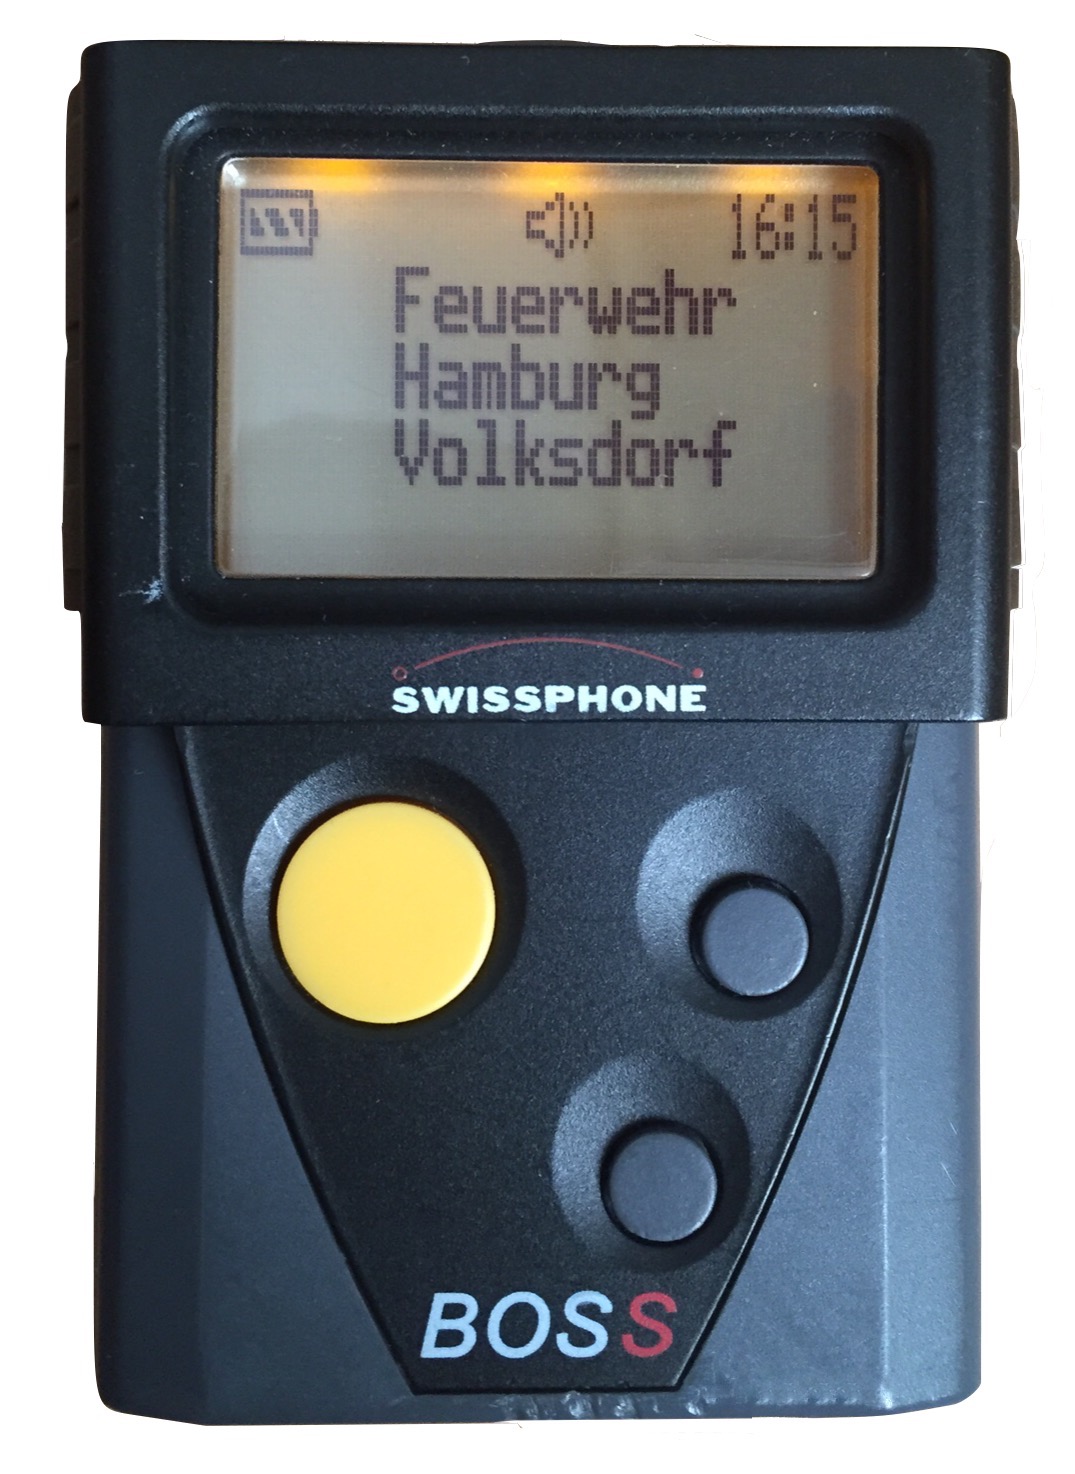 16:15
Feuerwehr
Hamburg
Volksdorf
SWISSPHONE
BOSS